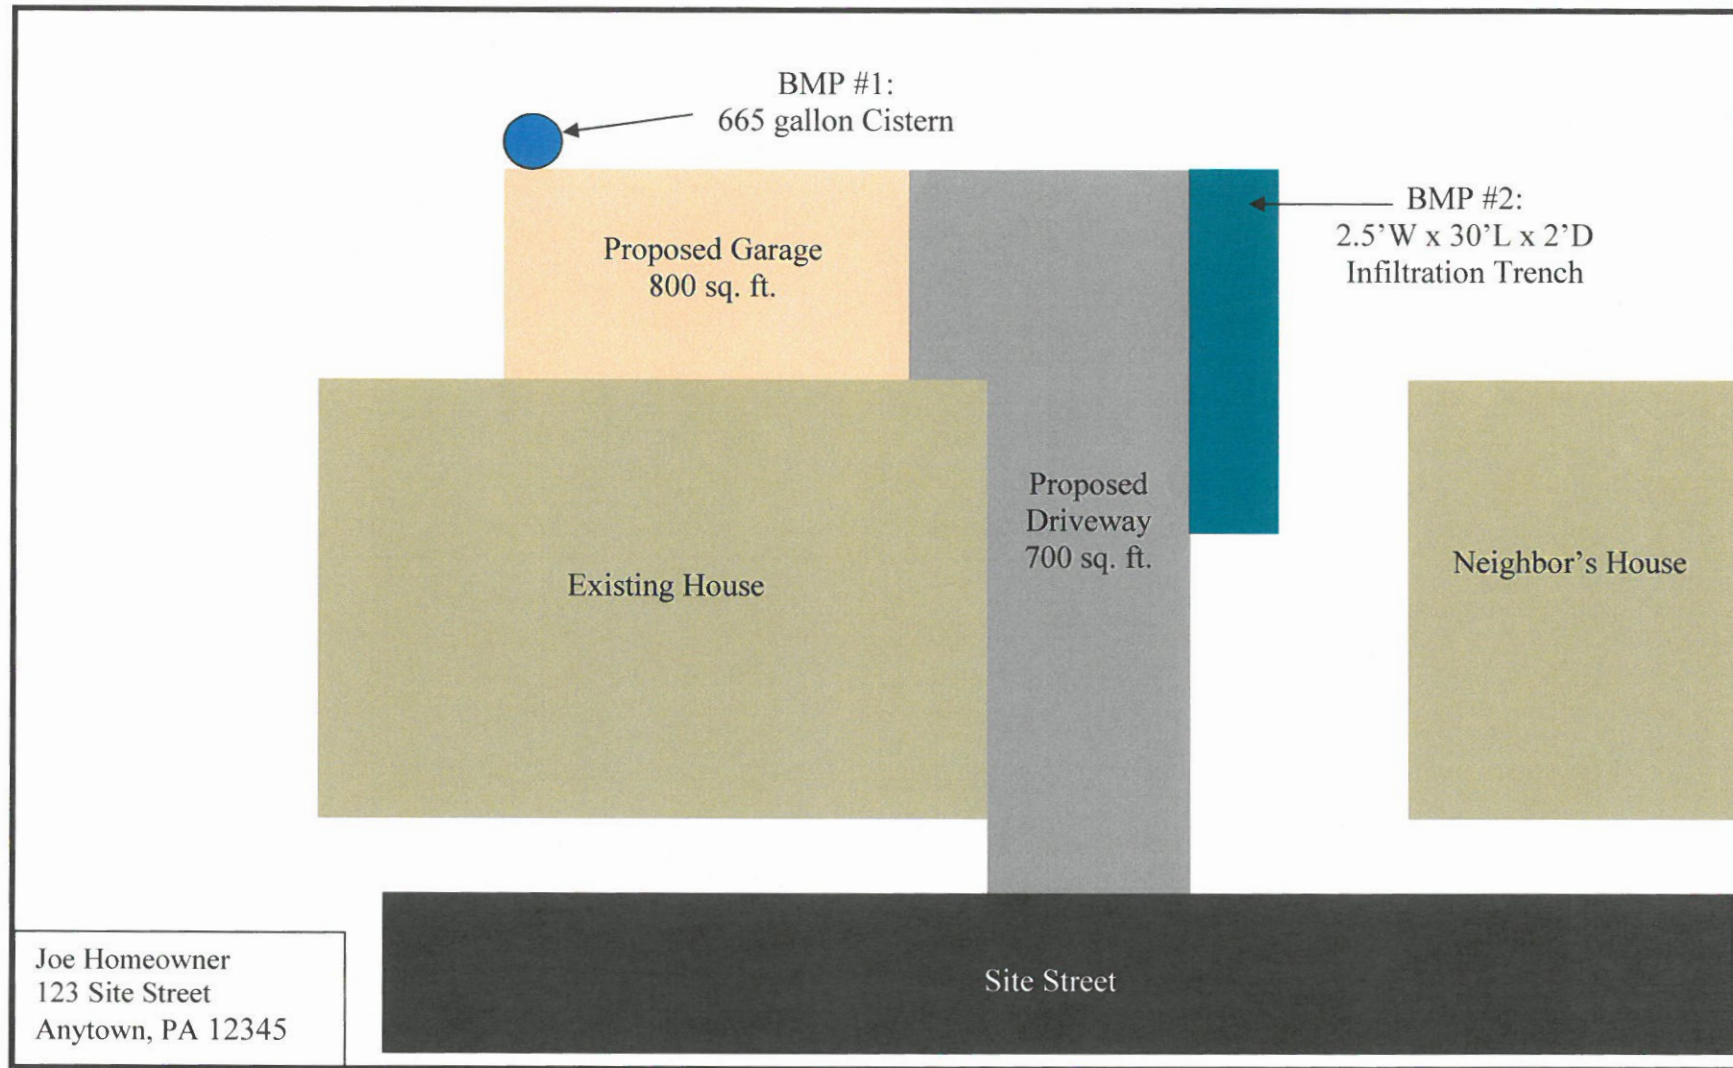 BMP #1:
665 gallon Cistern
BMP #2:
2.5’W x 30’L x 2’D
Infiltration Trench
Proposed Garage
800 sq. ft.
Proposed
Driveway
700 sq. ft.
Existing House
Neighbor’s House
Site Street
Joe Homeowner
123 Site Street
Anytown, PA 12345